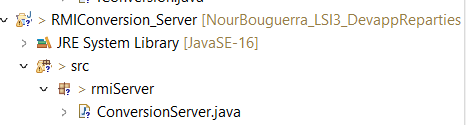 > RMIConversion_Server [NourBouguerra_LSI3_DevappReparties
JRE System Library [JavaSE-16]
> src
> rmiServer
ConversionServer.java